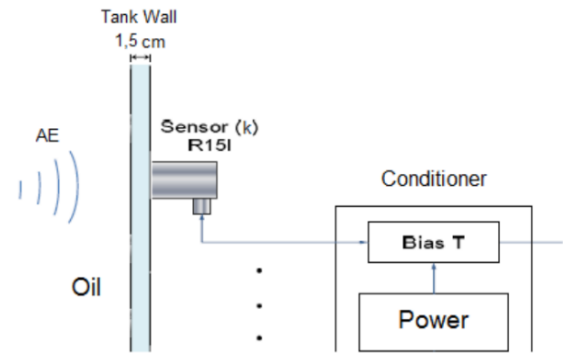 Tank Wall
1,5 cm
AE
Sensor (k)
R15I
Conditioner
Bias T
Oil
Power